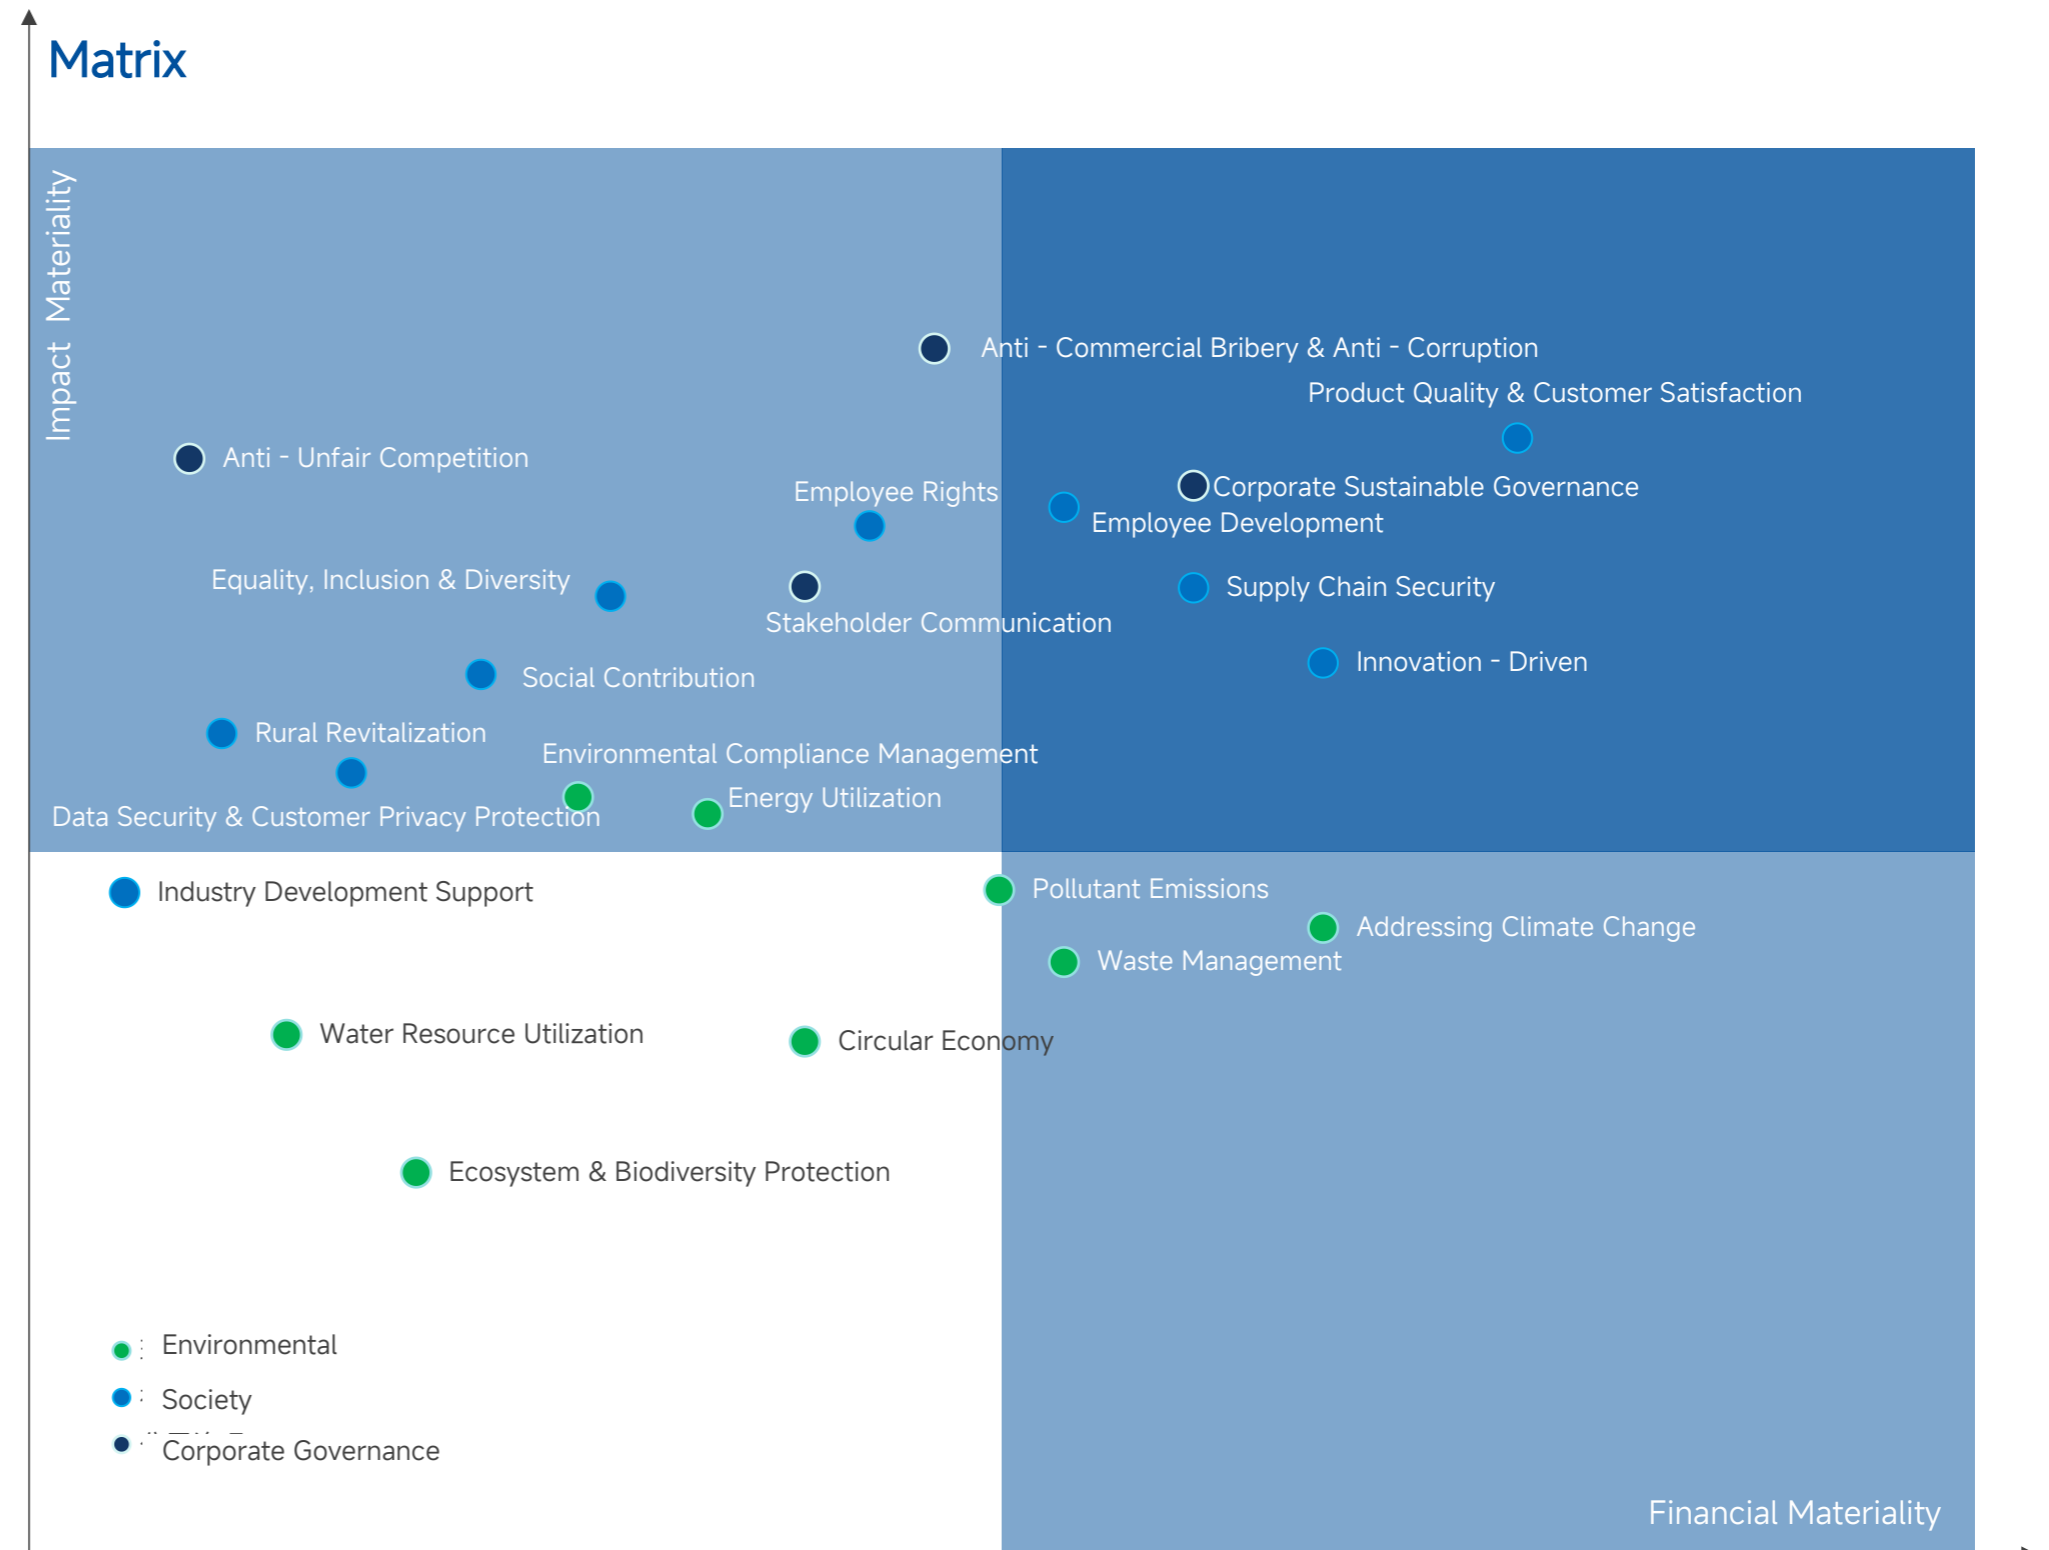 Matrix
Impact Materiality
Anti - Commercial Bribery & Anti - Corruption
Product Quality & Customer Satisfaction
Anti - Unfair Competition
Employee Rights
Corporate Sustainable Governance
Employee Development
Equality, Inclusion & Diversity
Supply Chain Security
Stakeholder Communication
Innovation - Driven
Social Contribution
Rural Revitalization
Environmental Compliance Management
Energy Utilization
Data Security & Customer Privacy Protection
Industry Development Support
Pollutant Emissions
Addressing Climate Change
Waste Management
Water Resource Utilization
Circular Economy
Ecosystem & Biodiversity Protection
Environmental
Society
Corporate Governance
Financial Materiality